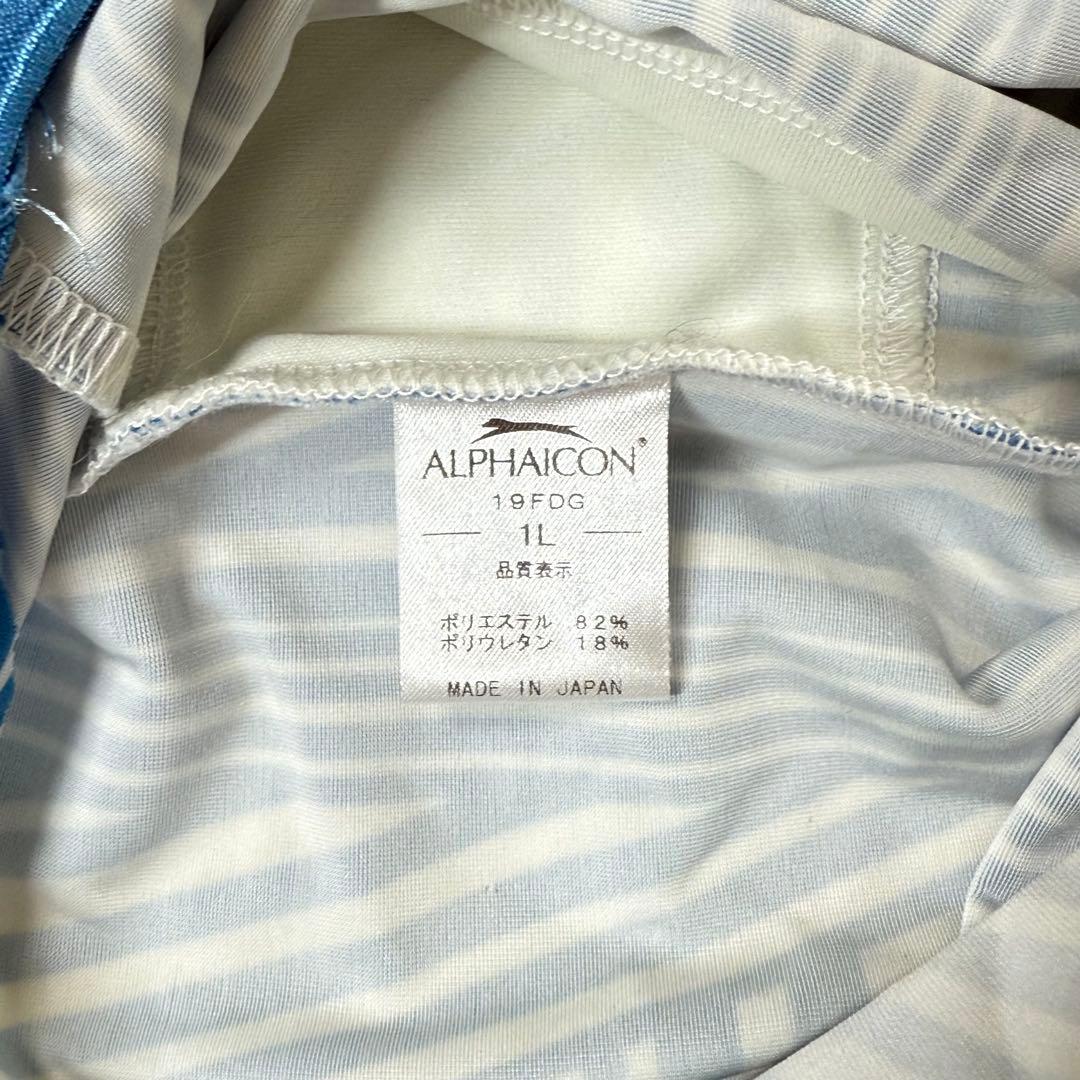 ALPHAICON®
19FDG
1L
品質表示
ポリエステル 82%
ポリウレタン 18%
MADE IN JAPAN